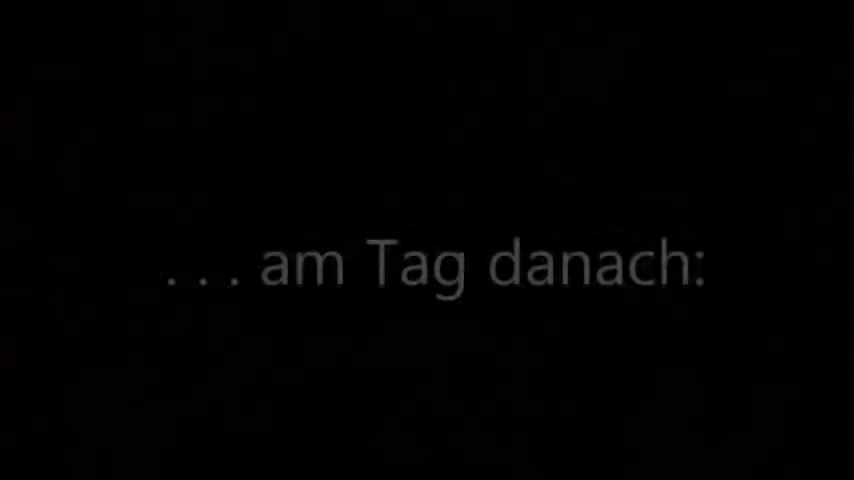 . . . am Tag danach: